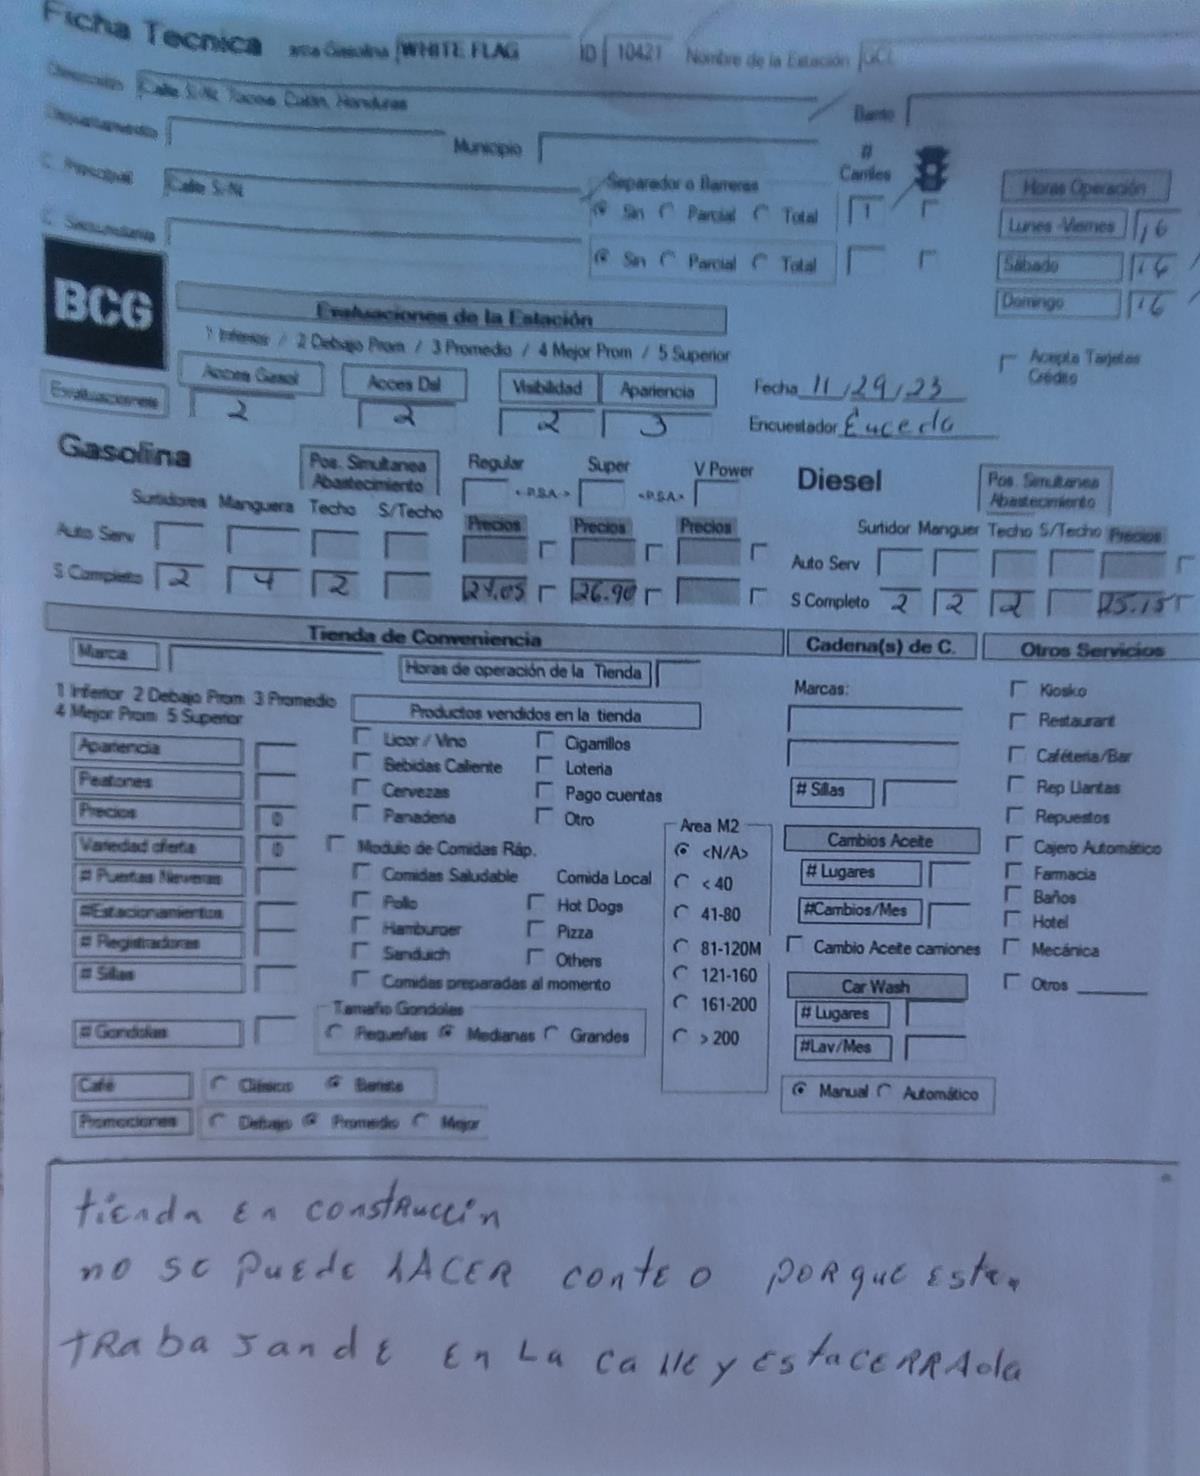 Ficha Tecnica arca Gasolina WHITE FLAG ID 10421 Nombre de la Estación GCL
Dirección Calle S/N, Tocoa, Colón, Honduras Barrio
Departamento Municipio # Carriles
C. Principal Calle S/N. Separador o Barreras Horas Operación
Sin Parcial Total 1 Lunes -Viernes 16
C. Secundaria Sin Parcial Total Sábado 16
Domingo 16
BCG
Evaluaciones de la Estación
1 Inferior / 2 Debajo Prom / 3 Promedio / 4 Mejor Prom / 5 Superior Acepta Tarjetas Crédito
Acces Gasol Acces Dsl Visibilidad Apariencia Fecha 11/29/23
Evaluaciones 2 2 2 3 Encuestador Euceda
Gasolina Pos. Simultanea Abastecimiento Regular <-P.S.A.-> Super <-P.S.A.> V Power Diesel Pos. Simultanea Abastecimiento
Surtidores Manguera Techo S/Techo Precios Precios Precios Surtidor Manguer Techo S/Techo Precios
Auto Serv Auto Serv
S Completo 2 4 2 24.05 26.90 S Completo 2 2 2 25.15
Tienda de Conveniencia Cadena(s) de C. Otros Servicios
Marca Horas de operación de la Tienda Marcas: Kiosko
1 Inferior 2 Debajo Prom 3 Promedio
4 Mejor Prom 5 Superior Productos vendidos en la tienda Restaurant
Apariencia Licor / Vino Cigarrillos Caféteria/Bar
Peatones Bebidas Caliente Loteria # Sillas Rep Llantas
Precios 0 Cervezas Pago cuentas Repuestos
Panaderia Otro Area M2
Variedad oferta 0 Modulo de Comidas Ráp. <N/A> Cambios Aceite Cajero Automático
# Puertas Neveras Comidas Saludable Comida Local < 40 # Lugares Farmacia
#Estacionamientos Pollo Hot Dogs 41-80 #Cambios/Mes Baños
# Registradoras Hamburger Pizza 81-120M Cambio Aceite camiones Hotel
Sanduich Others Mecánica
# Sillas Comidas preparadas al momento 121-160 Car Wash Otros
Tamaño Gondolas 161-200 # Lugares
# Gondolas Pequeñas Medianas Grandes > 200 #Lav/Mes
Café Clásico Barista Manual Automático
Promociones Debajo Promedio Mejor
tienda En construcción
no se puede HACER conteo porque estan
trabajande En La calle y Esta CERRAda